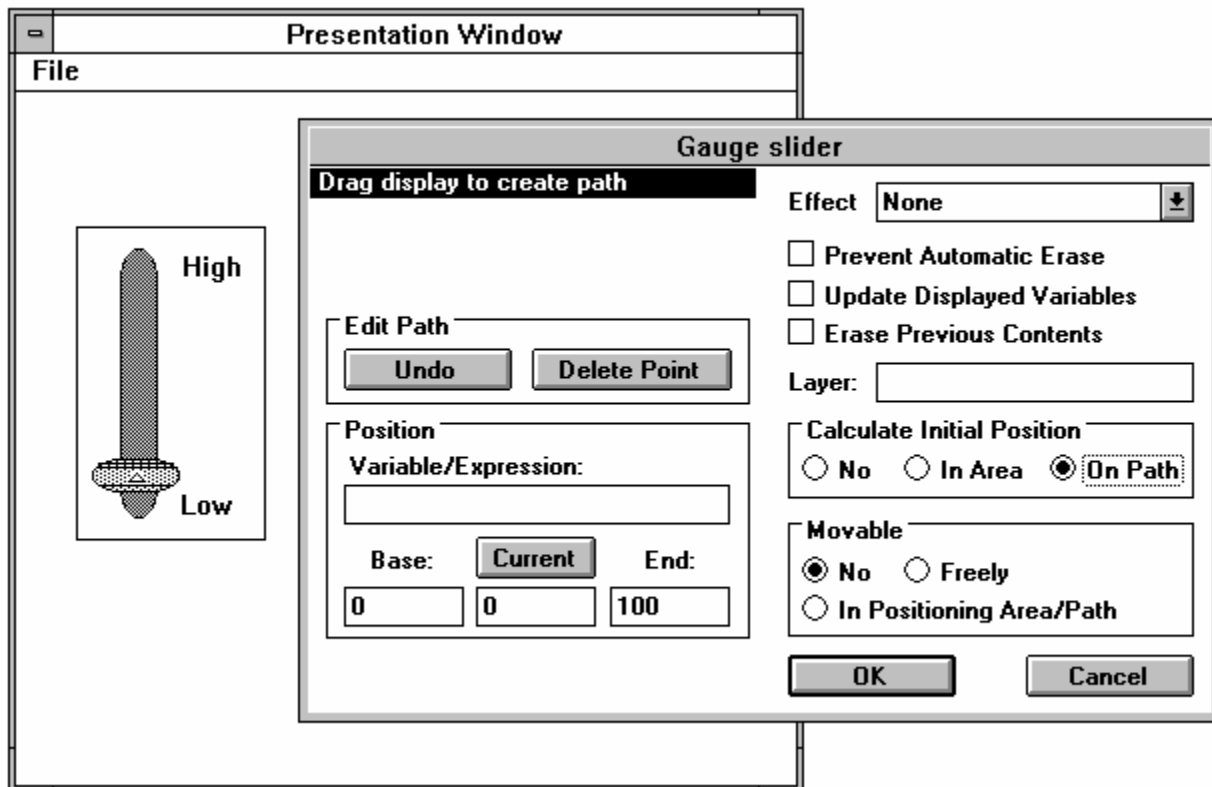 Presentation Window
File
High
Low
Gauge slider
Drag display to create path
Edit Path
Undo Delete Point
Position
Variable/Expression:
Base: Current End:
0 0 100
Effect None
Prevent Automatic Erase
Update Displayed Variables
Erase Previous Contents
Layer:
Calculate Initial Position
No In Area On Path
Movable
No Freely
In Positioning Area/Path
OK Cancel